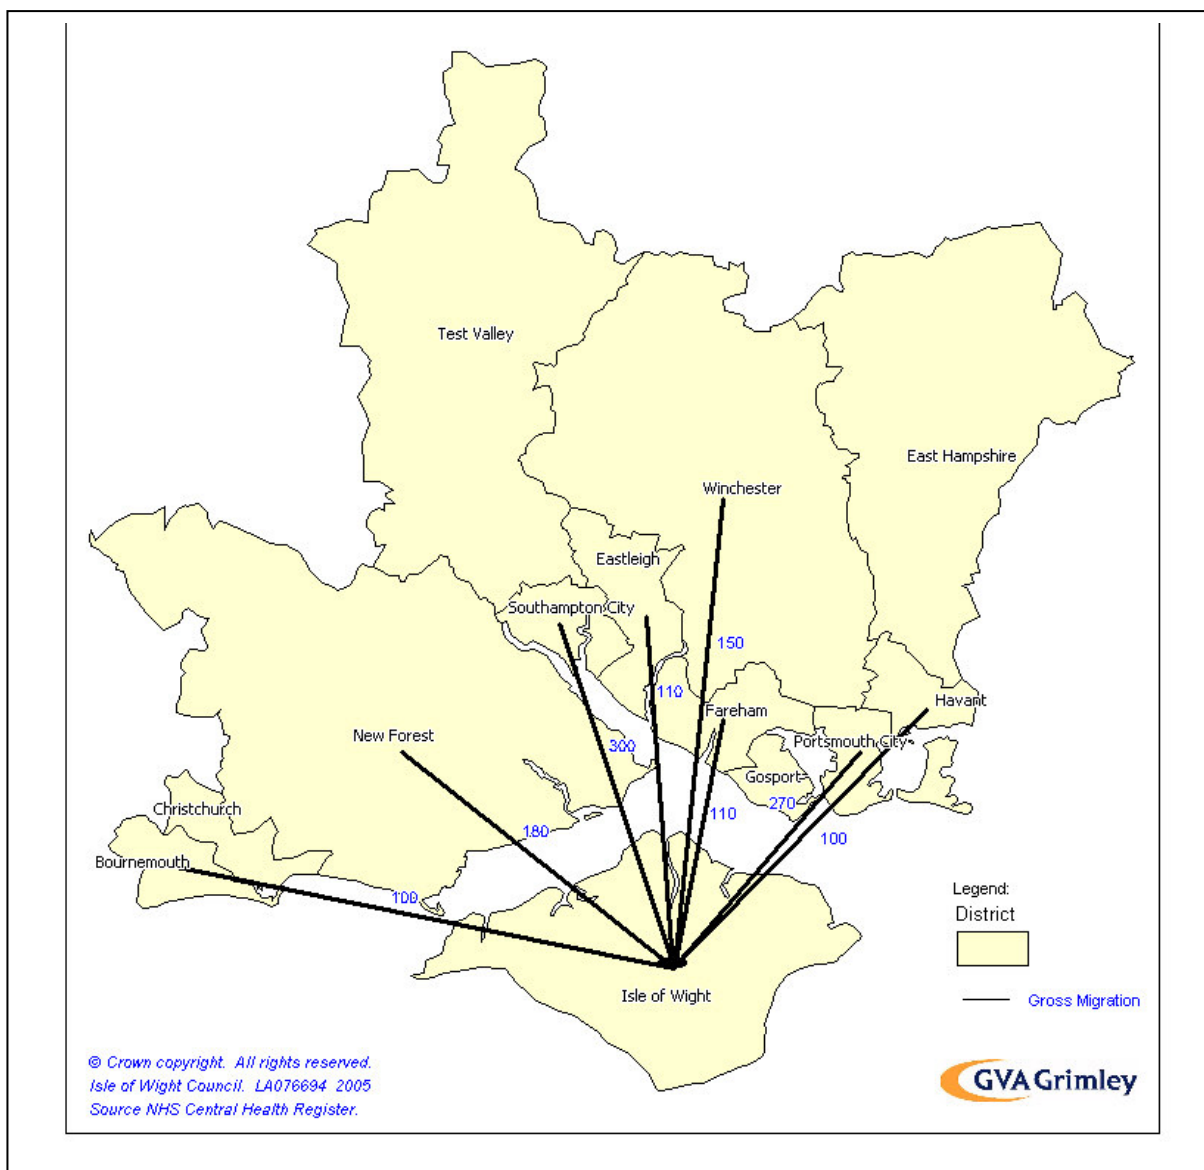 Test Valley
East Hampshire
Winchester
Eastleigh
Southampton City
150
110
Havant
Fareham
New Forest
300
Portmouth City
Gosport
270
Christchurch
110
180
100
Bournemouth
100
Legend:
District
Isle of Wight
Gross Migration
© Crown copyright. All rights reserved.
Isle of Wight Council. LA076694 2005
Source NHS Central Health Register.
GVA Grimley